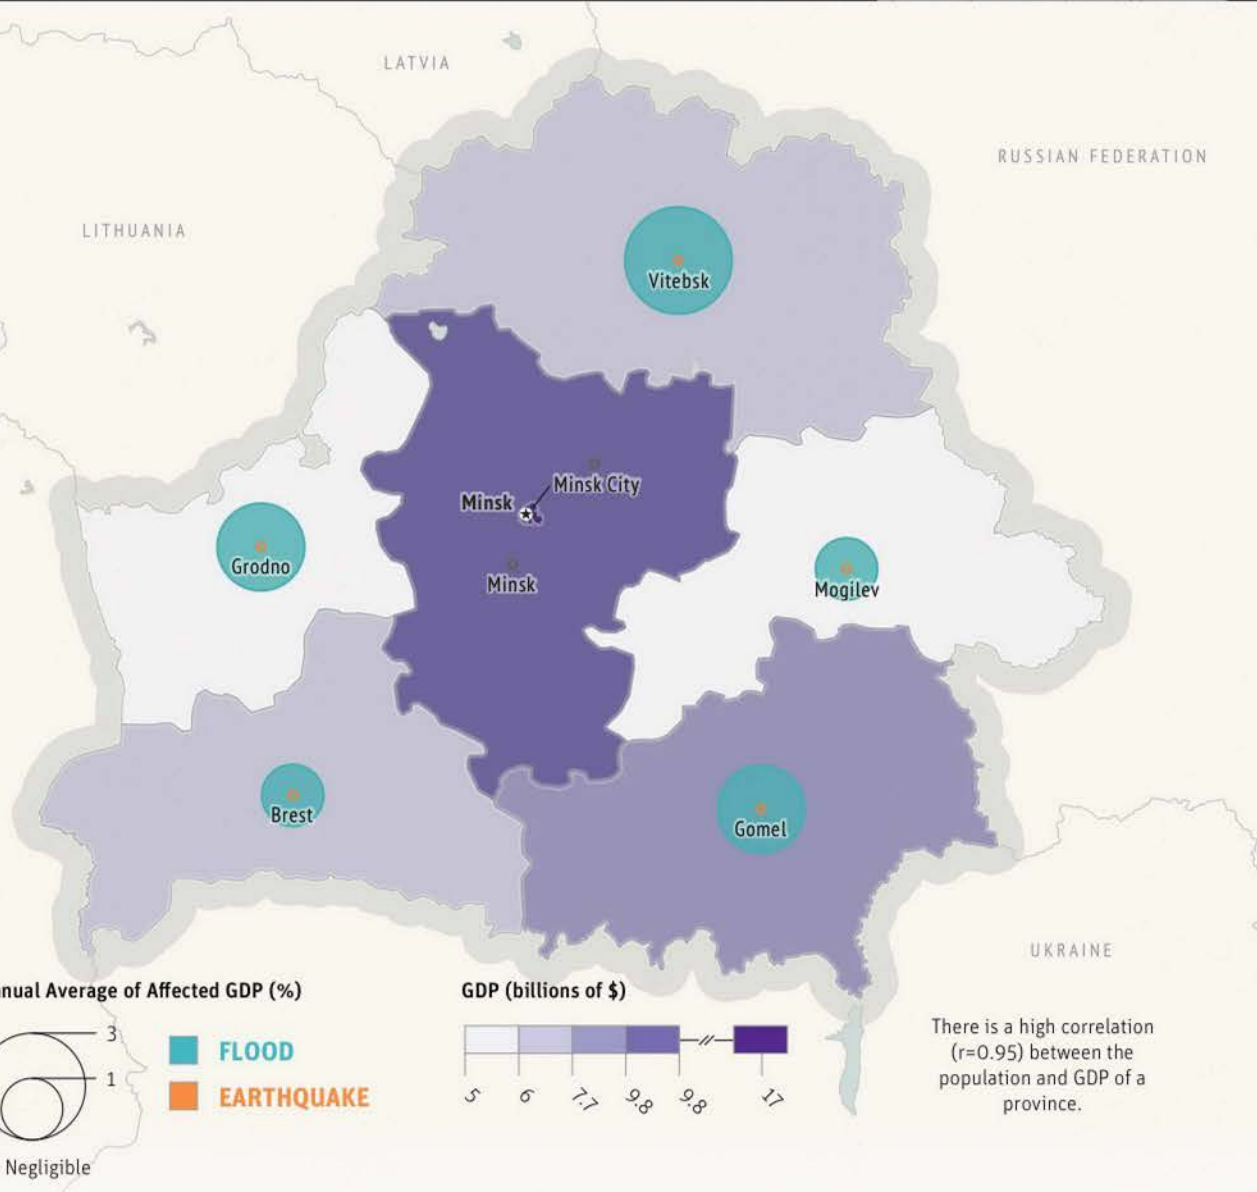 LATVIA
RUSSIAN FEDERATION
LITHUANIA
Vitebsk
Minsk City
Minsk
Grodno
Minsk
Mogilev
Brest
Gomel
UKRAINE
nual Average of Affected GDP (%)
3
1
Negligible
FLOOD
EARTHQUAKE
GDP (billions of $)
5 6 7.7 9.8 9.8 17
There is a high correlation
(r=0.95) between the
population and GDP of a
province.